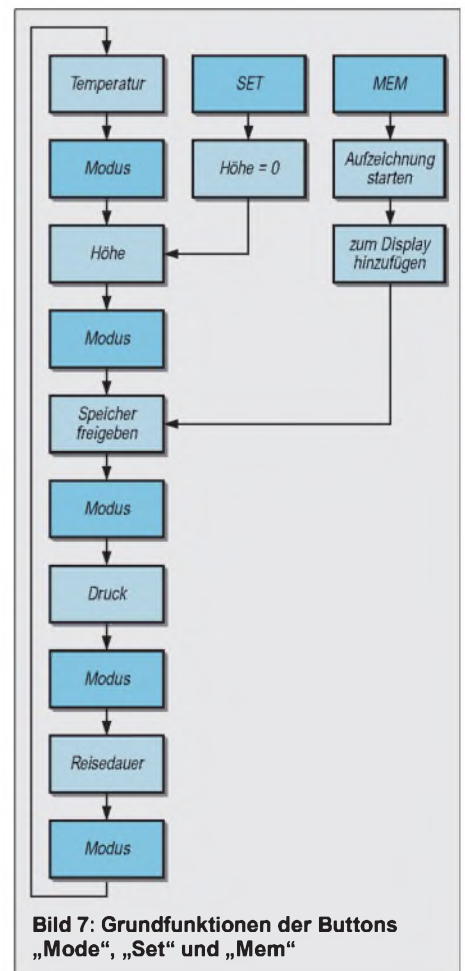 Temperatur
SET
MEM
Modus
Höhe = 0
Aufzeichnung
starten
Höhe
zum Display
hinzufügen
Modus
Speicher
freigeben
Modus
Druck
Modus
Reisedauer
Modus
Bild 7: Grundfunktionen der Buttons
„Mode“, „Set“ und „Mem“